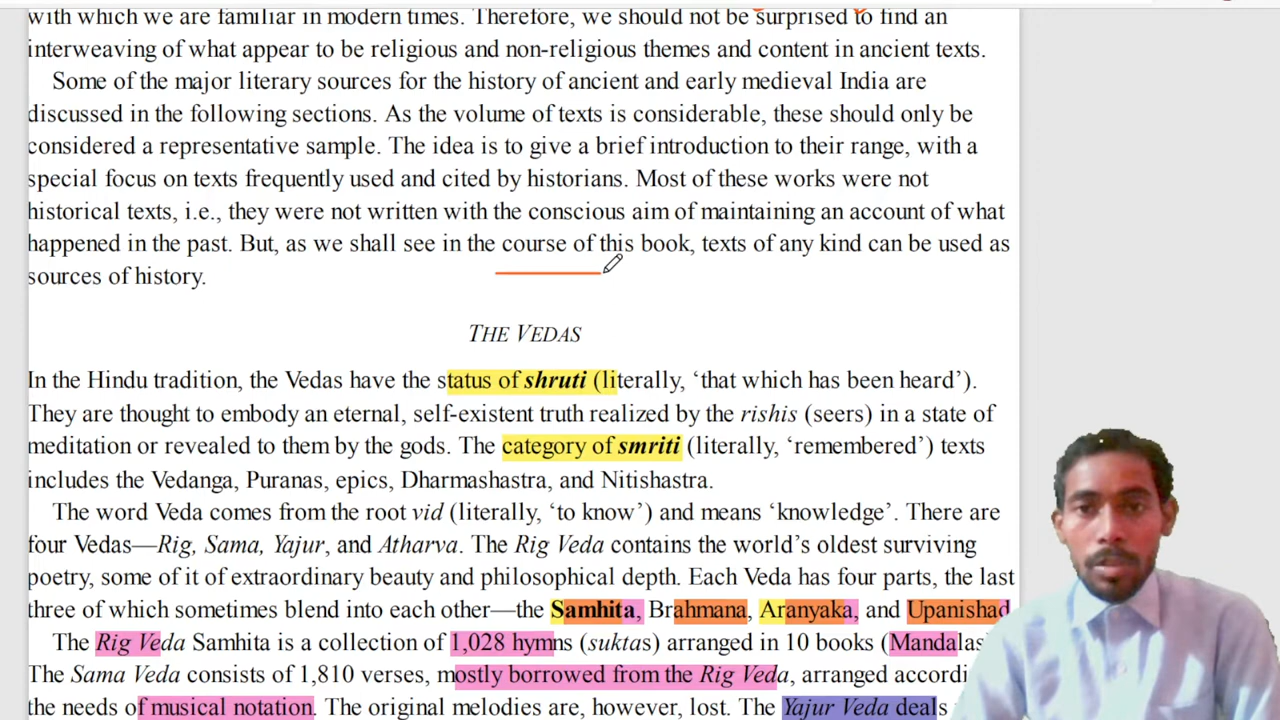 with which we are familiar in modern times. Therefore, we should not be surprised to find an
interweaving of what appear to be religious and non-religious themes and content in ancient texts.
Some of the major literary sources for the history of ancient and early medieval India are
discussed in the following sections. As the volume of texts is considerable, these should only be
considered a representative sample. The idea is to give a brief introduction to their range, with a
special focus on texts frequently used and cited by historians. Most of these works were not
historical texts, i.e., they were not written with the conscious aim of maintaining an account of what
happened in the past. But, as we shall see in the course of this book, texts of any kind can be used as
sources of history.
THE VEDAS
In the Hindu tradition, the Vedas have the status of shruti (literally, ‘that which has been heard’).
They are thought to embody an eternal, self-existent truth realized by the rishis (seers) in a state of
meditation or revealed to them by the gods. The category of smriti (literally, ‘remembered’) texts
includes the Vedanga, Puranas, epics, Dharmashastra, and Nitishastra.
The word Veda comes from the root vid (literally, ‘to know’) and means ‘knowledge’. There are
four Vedas—Rig, Sama, Yajur, and Atharva. The Rig Veda contains the world’s oldest surviving
poetry, some of it of extraordinary beauty and philosophical depth. Each Veda has four parts, the last
three of which sometimes blend into each other—the Samhita, Brahmana, Aranyaka, and Upanishad
The Rig Veda Samhita is a collection of 1,028 hymns (suktas) arranged in 10 books (Mandalas
The Sama Veda consists of 1,810 verses, mostly borrowed from the Rig Veda, arranged accordi
the needs of musical notation. The original melodies are, however, lost. The Yajur Veda deals